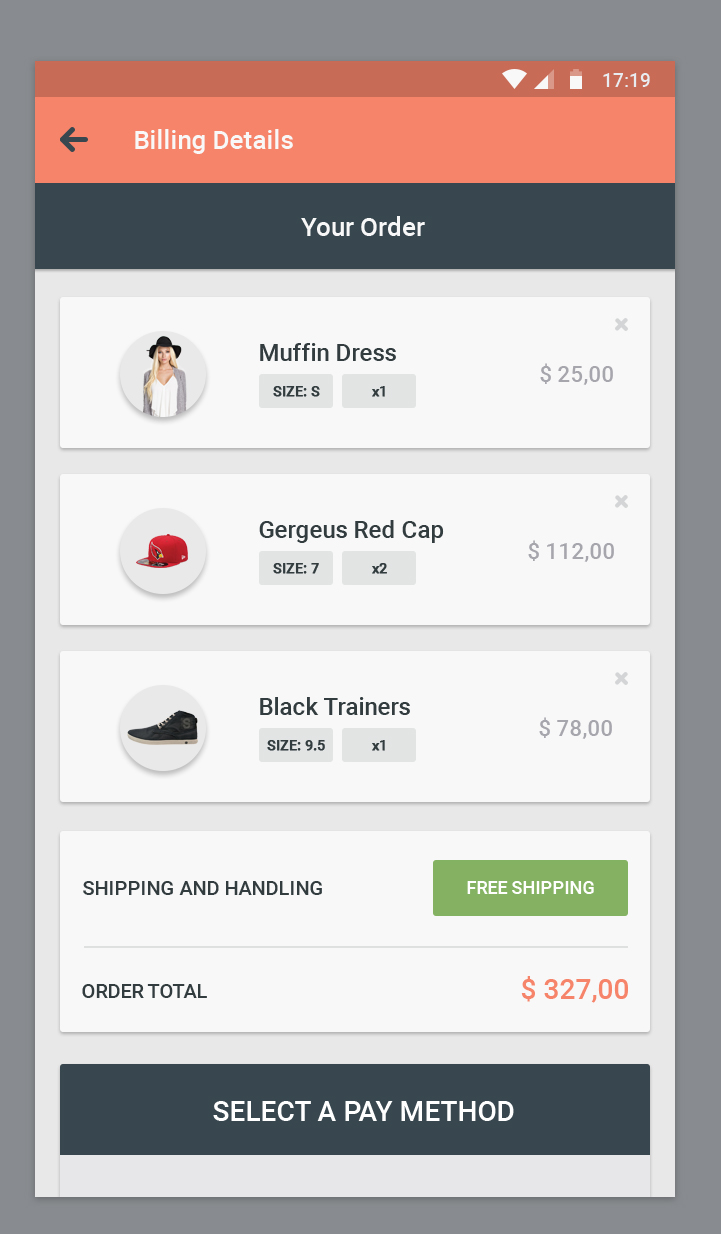 17:19
Billing Details
Your Order
Muffin Dress
SIZE: S x1
$ 25,00
Gergeus Red Cap
SIZE: 7 x2
$ 112,00
Black Trainers
SIZE: 9.5 x1
$ 78,00
SHIPPING AND HANDLING FREE SHIPPING
ORDER TOTAL $ 327,00
SELECT A PAY METHOD